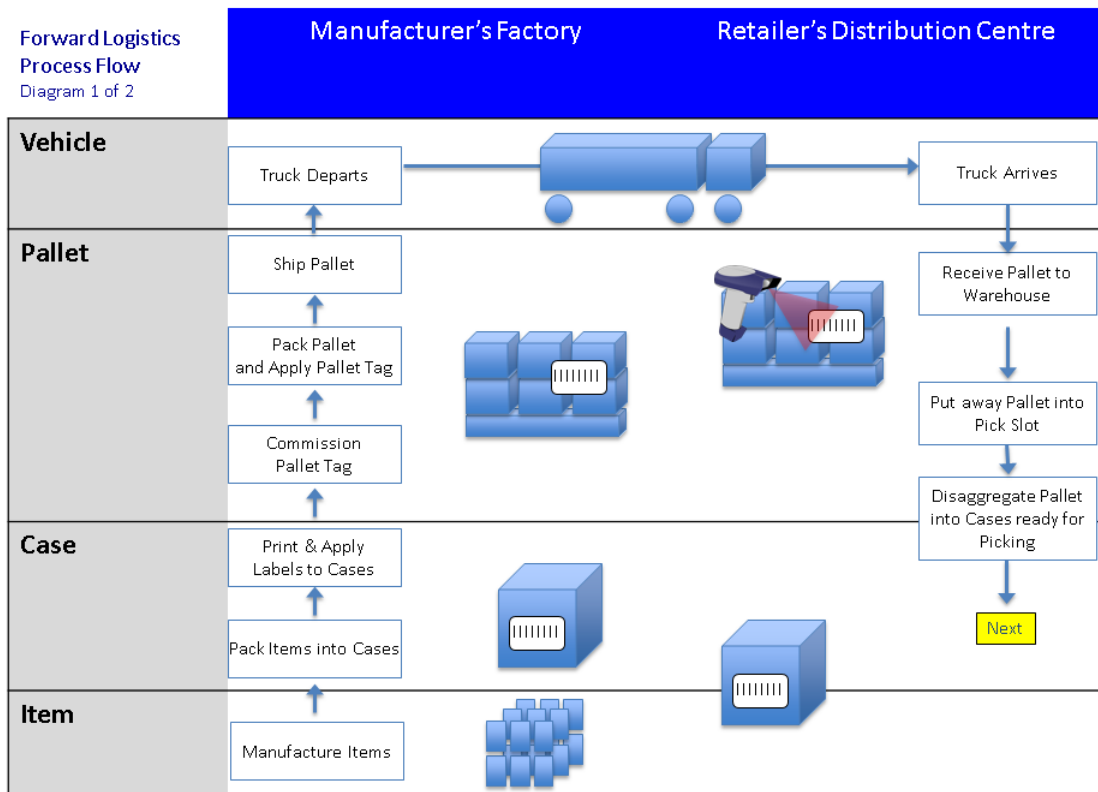 Forward Logistics
Process Flow
Diagram 1 of 2
Manufacturer's Factory
Retailer's Distribution Centre
Vehicle
Truck Departs
Truck Arrives
Pallet
Ship Pallet
Receive Pallet to
Warehouse
Pack Pallet
and Apply Pallet Tag
Put away Pallet into
Pick Slot
Commission
Pallet Tag
Disaggregate Pallet
into Cases ready for
Picking
Case
Print & Apply
Labels to Cases
Pack Items into Cases
Next
Item
Manufacture Items